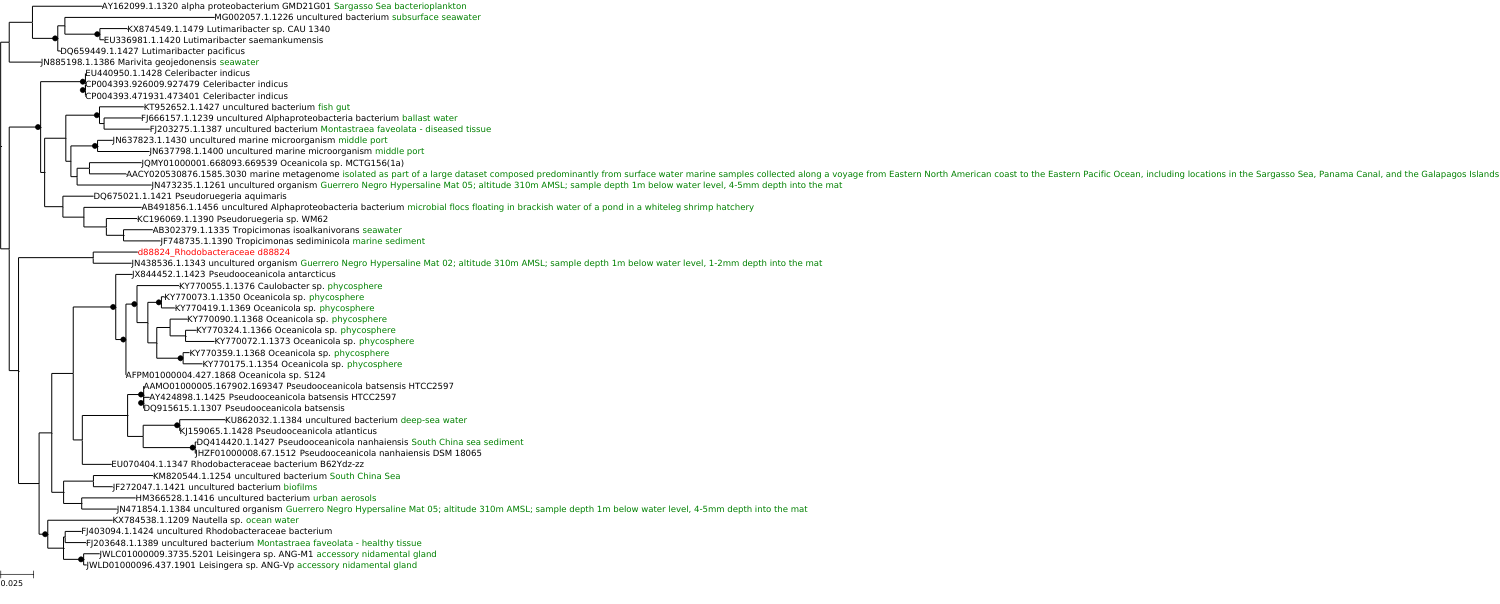 AY162099.1.1320 alpha proteobacterium GMD21G01 Sargasso Sea bacterioplankton
MG002057.1.1226 uncultured bacterium subsurface seawater
KX874549.1.1479 Lutimaribacter sp. CAU 1340
EU336981.1.1420 Lutimaribacter saemankumensis
DQ659449.1.1427 Lutimaribacter pacificus
JN885198.1.1386 Marivita geojedonensis seawater
EU440950.1.1428 Celeribacter indicus
CP004393.926009.927479 Celeribacter indicus
CP004393.471931.473401 Celeribacter indicus
KT952652.1.1427 uncultured bacterium fish gut
FJ666157.1.1239 uncultured Alphaproteobacteria bacterium ballast water
FJ203275.1.1387 uncultured bacterium Montastraea faveolata - diseased tissue
JN637823.1.1430 uncultured marine microorganism middle port
JN637798.1.1400 uncultured marine microorganism middle port
JQMY01000001.668093.669539 Oceanicola sp. MCTG156(1a)
AACY020530876.1585.3030 marine metagenome isolated as part of a large dataset composed predominantly from surface water marine samples collected along a voyage from Eastern North American coast to the Eastern Pacific Ocean, including locations in the Sargasso Sea, Panama Canal, and the Galapagos Islands
JN473235.1.1261 uncultured organism Guerrero Negro Hypersaline Mat 05; altitude 310m AMSL; sample depth 1m below water level, 4-5mm depth into the mat
DQ675021.1.1421 Pseudoruegeria aquimaris
AB491856.1.1456 uncultured Alphaproteobacteria bacterium microbial flocs floating in brackish water of a pond in a whiteleg shrimp hatchery
KC196069.1.1390 Pseudoruegeria sp. WM62
AB302379.1.1335 Tropicimonas isoalkanivorans seawater
JF748735.1.1390 Tropicimonas sediminicola marine sediment
d88824_Rhodobacteraceae d88824
JN438536.1.1343 uncultured organism Guerrero Negro Hypersaline Mat 02; altitude 310m AMSL; sample depth 1m below water level, 1-2mm depth into the mat
JX844452.1.1423 Pseudooceanicola antarcticus
KY770055.1.1376 Caulobacter sp. phycosphere
KY770073.1.1350 Oceanicola sp. phycosphere
KY770419.1.1369 Oceanicola sp. phycosphere
KY770090.1.1368 Oceanicola sp. phycosphere
KY770324.1.1366 Oceanicola sp. phycosphere
KY770072.1.1373 Oceanicola sp. phycosphere
KY770359.1.1368 Oceanicola sp. phycosphere
KY770175.1.1354 Oceanicola sp. phycosphere
AFPM01000004.427.1868 Oceanicola sp. S124
AAMO01000005.167902.169347 Pseudooceanicola batsensis HTCC2597
AY424898.1.1425 Pseudooceanicola batsensis HTCC2597
DQ915615.1.1307 Pseudooceanicola batsensis
KU862032.1.1384 uncultured bacterium deep-sea water
KJ159065.1.1428 Pseudooceanicola atlanticus
DQ414420.1.1427 Pseudooceanicola nanhaiensis South China sea sediment
JHZF01000008.67.1512 Pseudooceanicola nanhaiensis DSM 18065
EU070404.1.1347 Rhodobacteraceae bacterium B62Ydz-zz
KM820544.1.1254 uncultured bacterium South China Sea
JF272047.1.1421 uncultured bacterium biofilms
HM366528.1.1416 uncultured bacterium urban aerosols
JN471854.1.1384 uncultured organism Guerrero Negro Hypersaline Mat 05; altitude 310m AMSL; sample depth 1m below water level, 4-5mm depth into the mat
KX784538.1.1209 Nautella sp. ocean water
FJ403094.1.1424 uncultured Rhodobacteraceae bacterium
FJ203648.1.1389 uncultured bacterium Montastraea faveolata - healthy tissue
JWLC01000009.3735.5201 Leisingera sp. ANG-M1 accessory nidamental gland
JWLD01000096.437.1901 Leisingera sp. ANG-Vp accessory nidamental gland
0.025